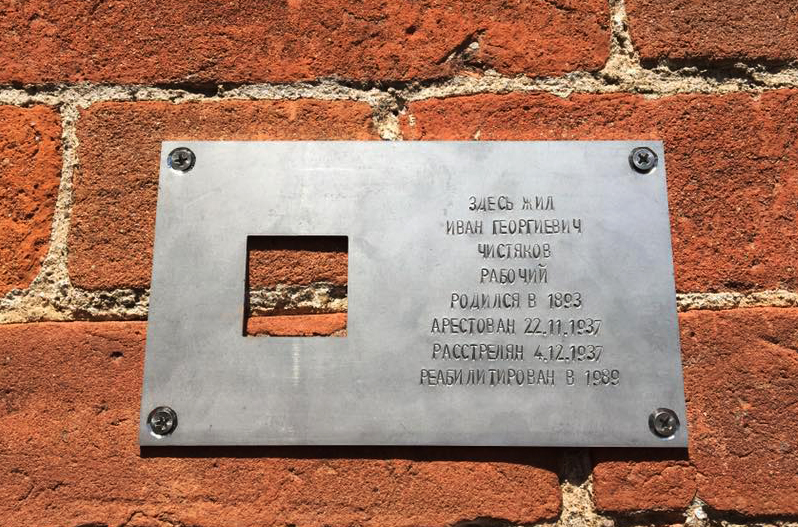 ЗДЕСЬ ЖИЛ
ИВАН ГЕОРГИЕВИЧ
ЧИСТЯКОВ
РАБОЧИЙ
РОДИЛСЯ В 1893
АРЕСТОВАН 22.11.1937
РАССТРЕЛЯН 4.12.1937
РЕАБИЛИТИРОВАН В 1989